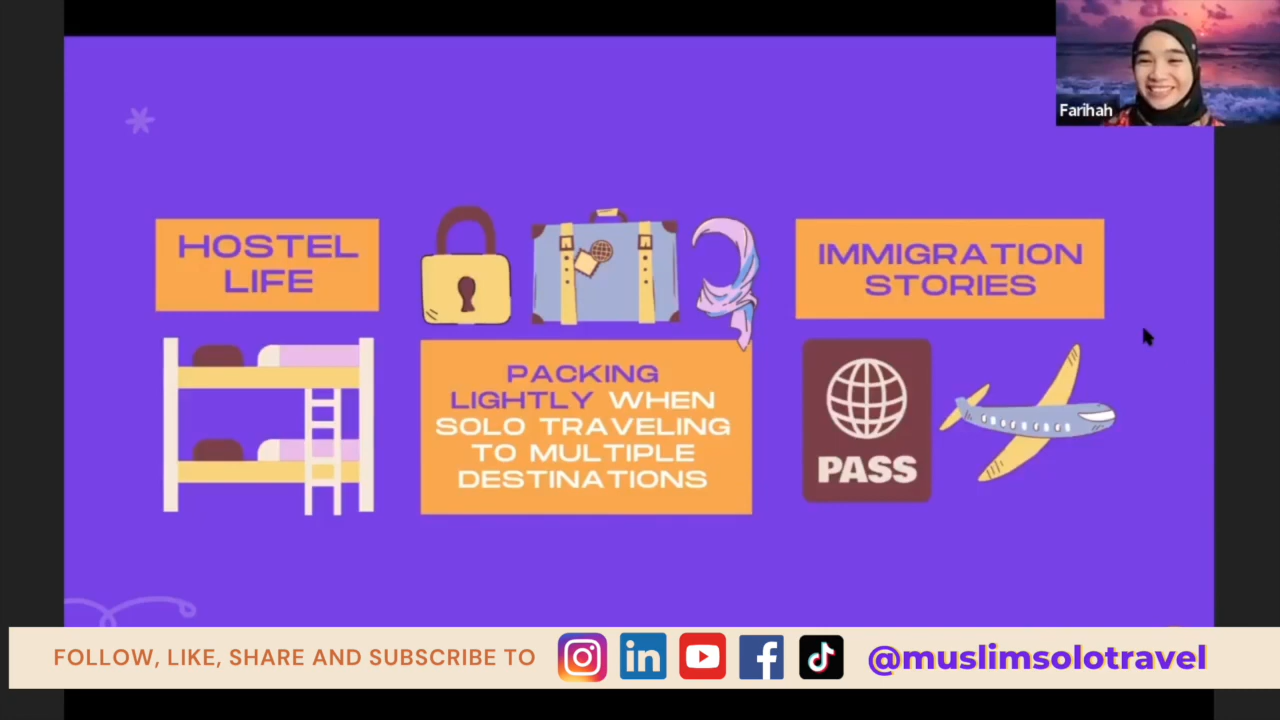 Farihah
HOSTEL
LIFE
PACKING
LIGHTLY WHEN
SOLO TRAVELING
TO MULTIPLE
DESTINATIONS
IMMIGRATION
STORIES
PASS
FOLLOW, LIKE, SHARE AND SUBSCRIBE TO
in
@muslimsolotravel